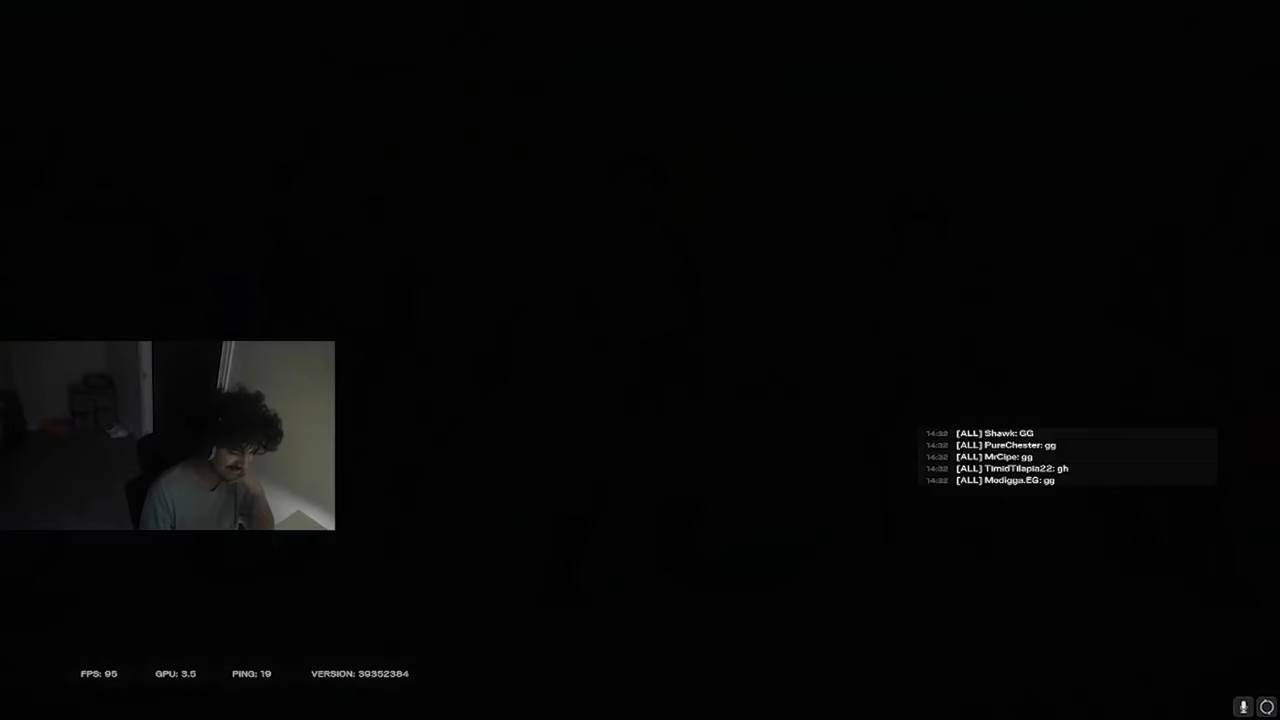 14:32 [ALL] Shawk: GG
14:32 [ALL] PureChester: gg
14:32 [ALL] MrCipe: gg
14:32 [ALL] TimidTilapia22: gh
14:32 [ALL] Modigga.EG: gg
FPS: 95 GPU: 3.5 PING: 19 VERSION: 39352384